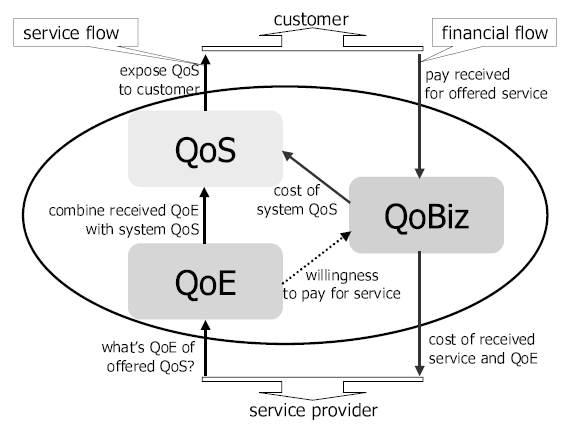 customer
service flow
financial flow
expose QoS
to customer
pay received
for offered service
QoS
cost of
system QoS
QoBiz
combine received QoE
with system QoS
QoE
willingness
to pay for service
what's QoE of
offered QoS?
cost of received
service and QoE
service provider